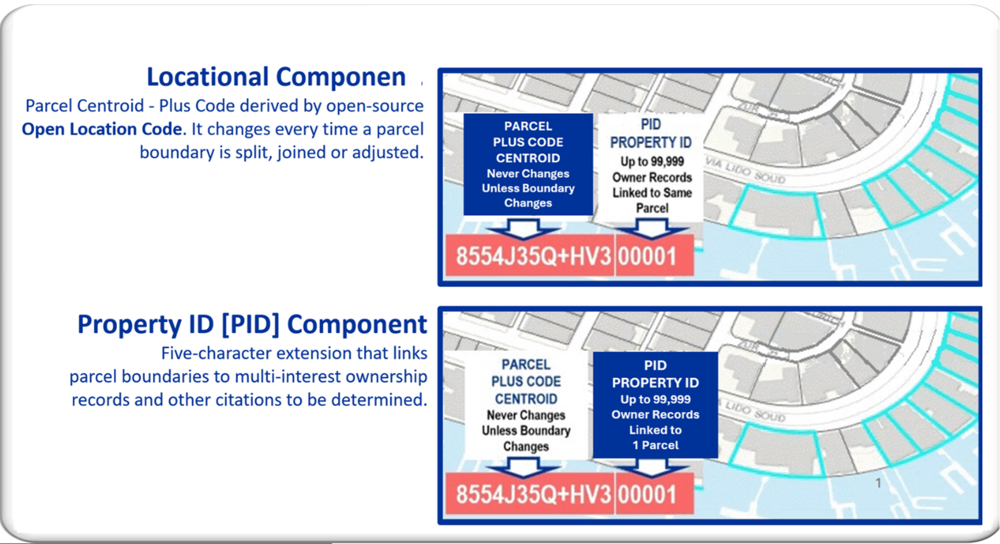 Locational Componen
Parcel Centroid - Plus Code derived by open-source
Open Location Code. It changes every time a parcel
boundary is split, joined or adjusted.
PARCEL
PLUS CODE
CENTROID
Never Changes
Unless Boundary
Changes
PID
PROPERTY ID
Up to 99,999
Owner Records
Linked to Same
Parcel
VIA LIDO SOUD
8554J35Q+HV3 00001
Property ID [PID] Component
Five-character extension that links
parcel boundaries to multi-interest ownership
records and other citations to be determined.
PARCEL
PLUS CODE
CENTROID
Never Changes
Unless Boundary
Changes
PID
PROPERTY ID
Up to 99,999
Owner Records
Linked to
1 Parcel
LIDO SOUD
8554J35Q+HV3 00001
1